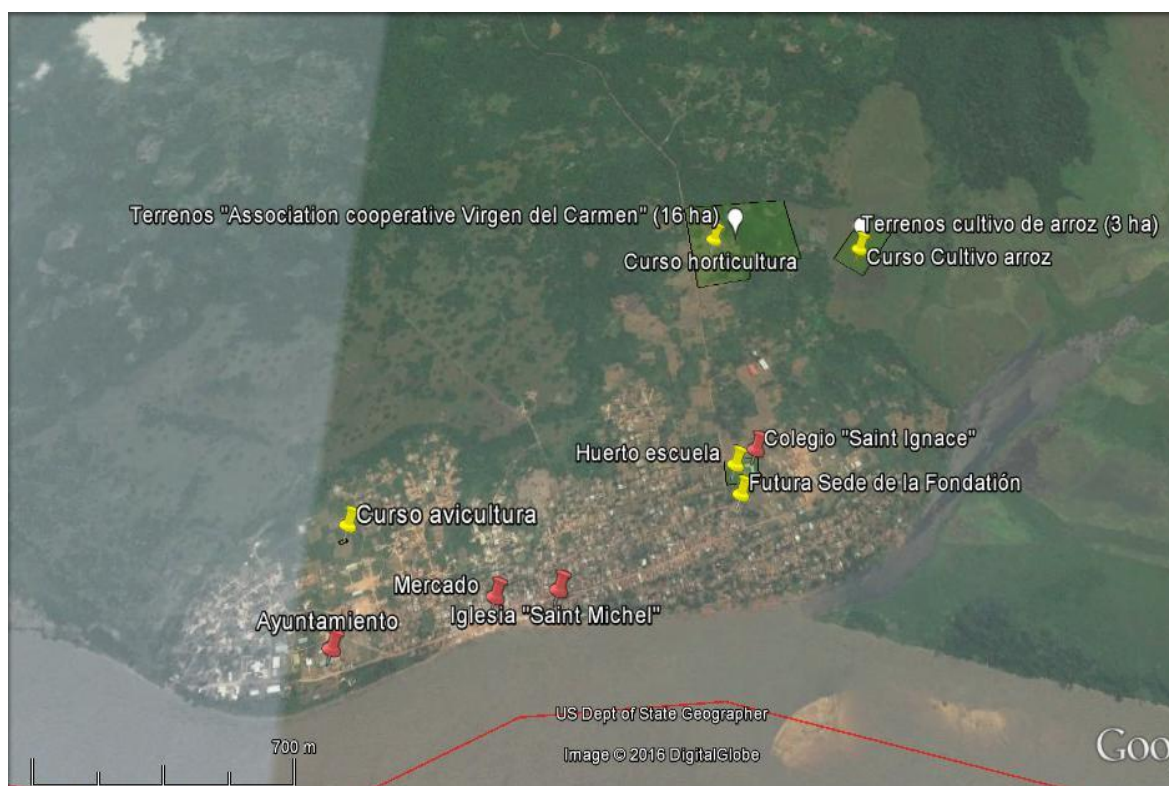 Terrenos "Association cooperative Virgen del Carmen" (16 ha)
Terrenos cultivo de arroz (3 ha)
Curso horticultura
Curso Cultivo arroz
Colegio "Saint Ignace"
Huerto escuela
Futura Sede de la Fondatión
Curso avicultura
Mercado
Iglesia "Saint Michel"
Ayuntamiento
US Dept of State Geographer
700 m
Image © 2016 DigitalGlobe
Goo